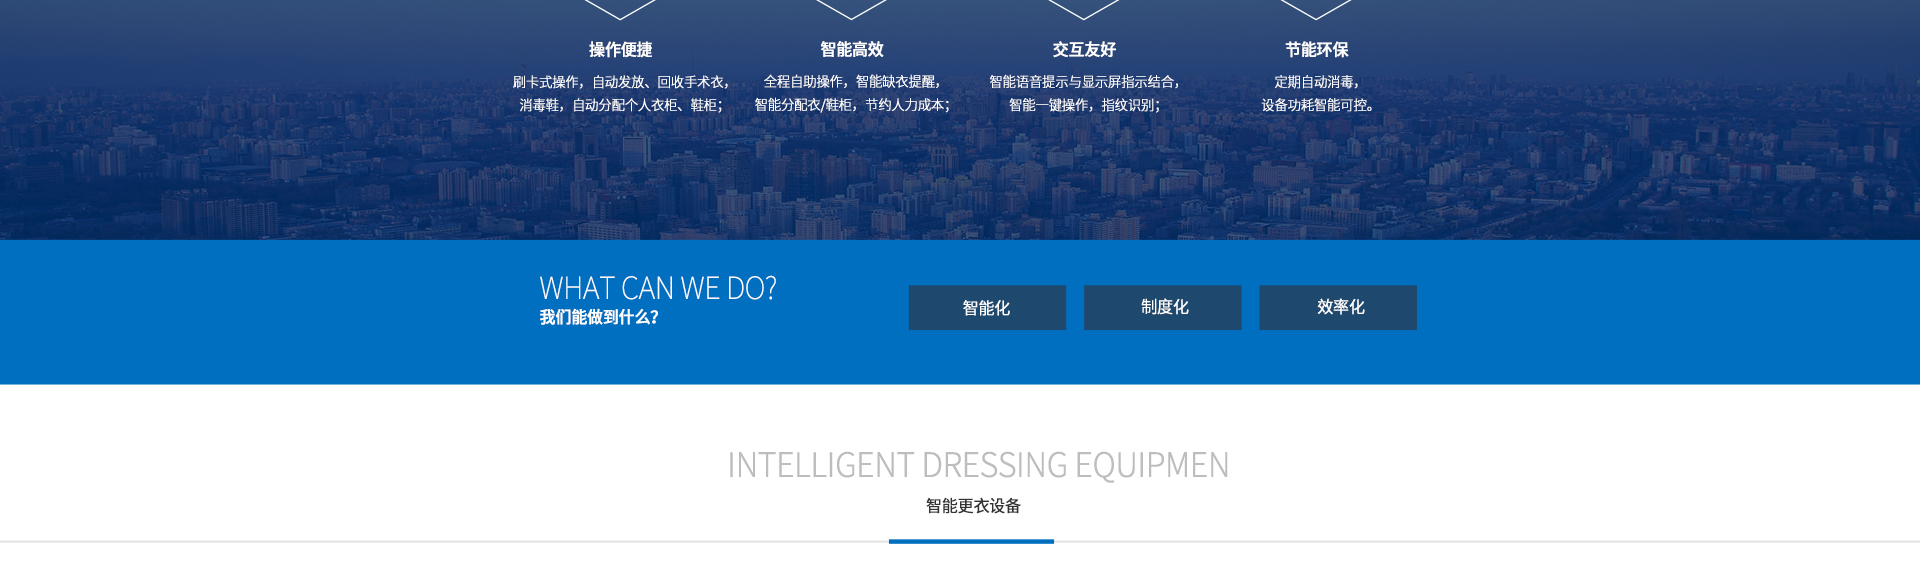 操作便捷
刷卡式操作，自动发放、回收手术衣，
消毒鞋，自动分配个人衣柜、鞋柜；
智能高效
全程自助操作，智能缺衣提醒，
智能分配衣/鞋柜，节约人力成本；
交互友好
智能语音提示与显示屏指示结合，
智能一键操作，指纹识别；
节能环保
定期自动消毒，
设备功耗智能可控。
WHAT CAN WE DO?
我们能做到什么?
智能化
制度化
效率化
INTELLIGENT DRESSING EQUIPMEN
智能更衣设备